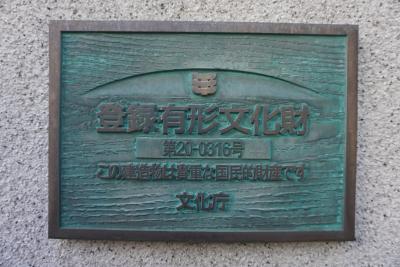 登録有形文化財
第20-0316号
この建造物は貴重な国民的財産です
文化庁